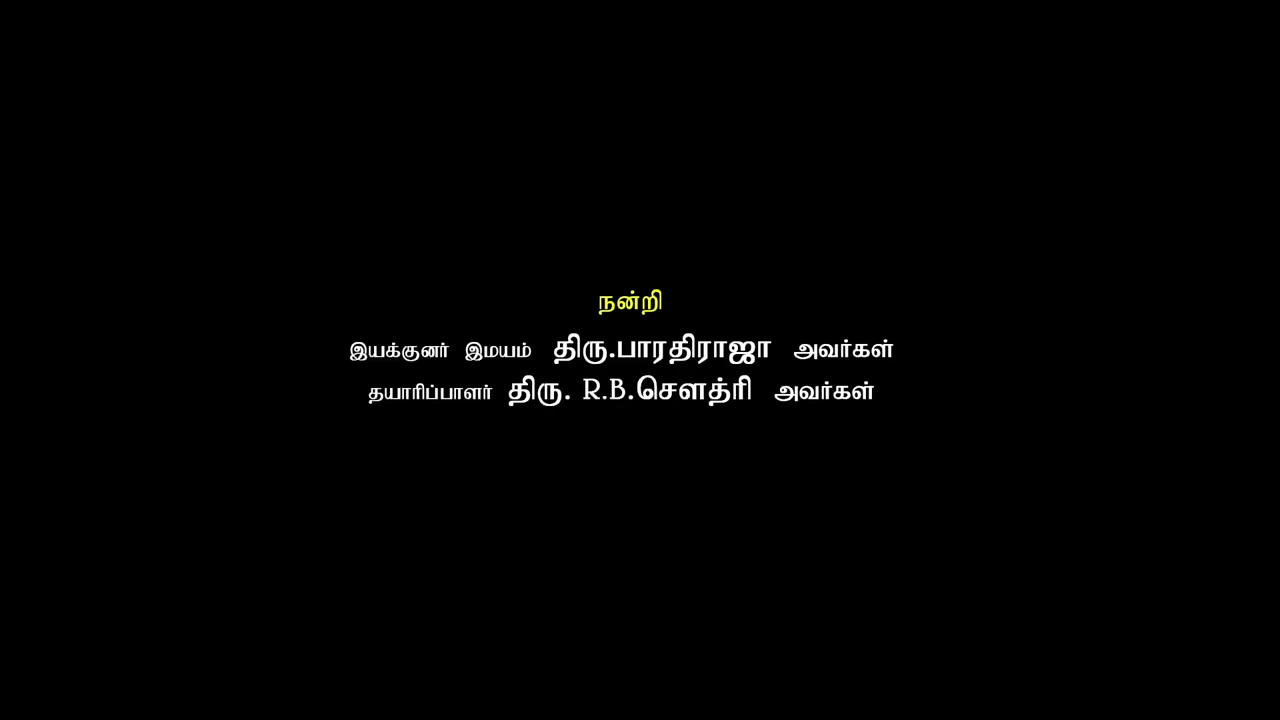 நன்றி
இயக்குனர் இமயம் திரு.பாரதிராஜா அவர்கள்
தயாரிப்பாளர் திரு. R.B.சௌத்ரி அவர்கள்